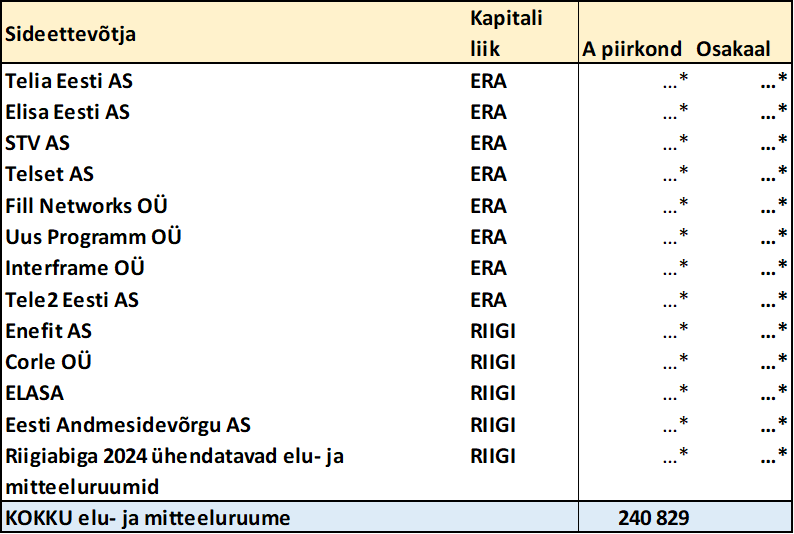 Sideettevõtja Kapitali liik A piirkond Osakaal
Telia Eesti AS ERA ...* ...*
Elisa Eesti AS ERA ...* ...*
STV AS ERA ...* ...*
Telset AS ERA ...* ...*
Fill Networks OÜ ERA ...* ...*
Uus Programm OÜ ERA ...* ...*
Interframe OÜ ERA ...* ...*
Tele2 Eesti AS ERA ...* ...*
Enefit AS RIIGI ...* ...*
Corle OÜ RIIGI ...* ...*
ELASA RIIGI ...* ...*
Eesti Andmesidevõrgu AS RIIGI ...* ...*
Riigiabiga 2024 ühendatavad elu- ja RIIGI ...* ...*
mitteeluruumid
KOKKU elu- ja mitteeluruume 240 829